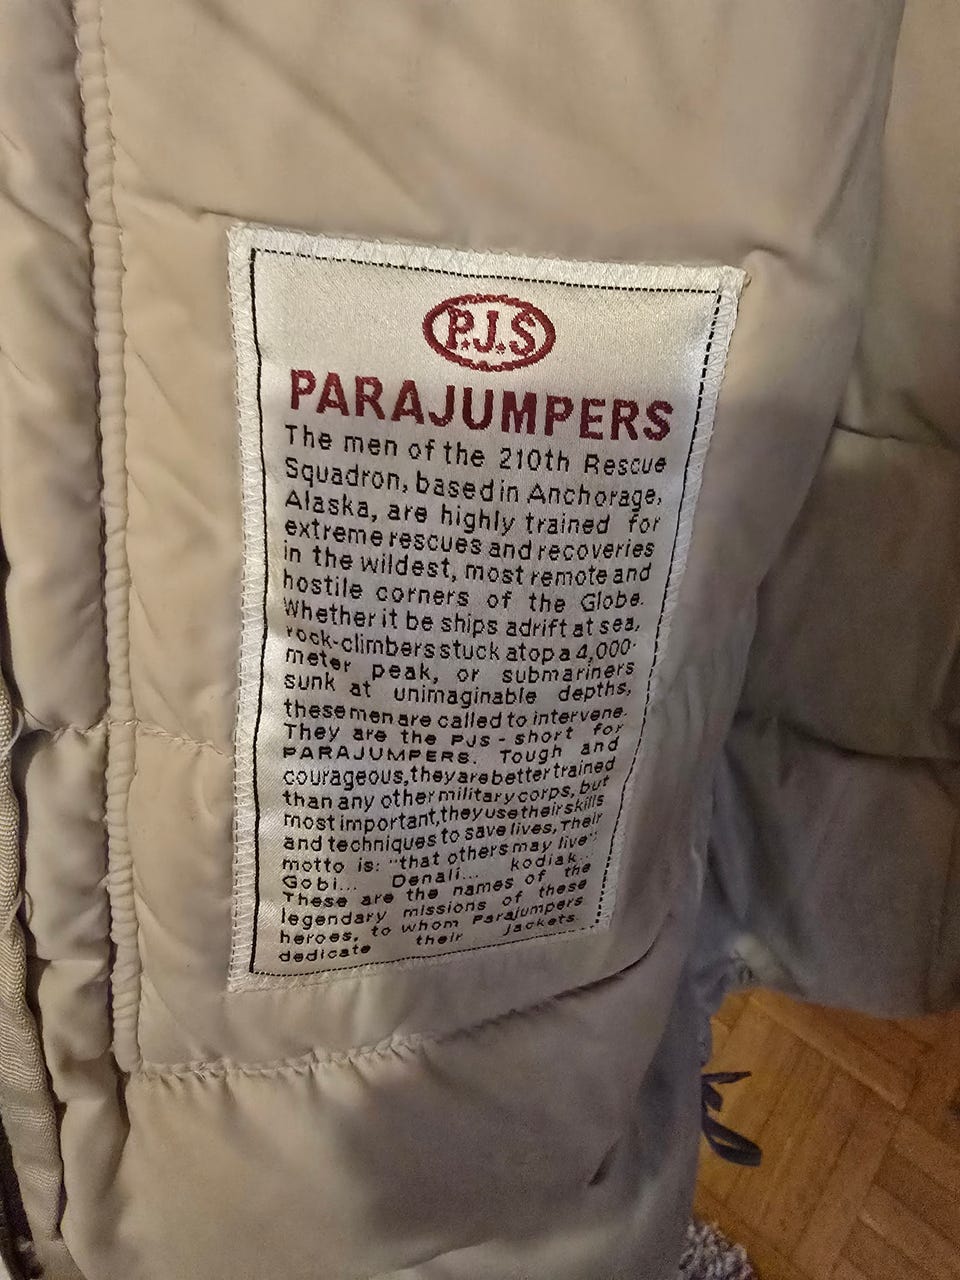 P.J.S
PARAJUMPERS
The men of the 210th Rescue
Squadron, based in Anchorage,
Alaska, are highly trained for
extreme rescues and recoveries
in the wildest, most remote and
hostile corners of the Globe.
Whether it be ships adrift at sea,
rock-climbers stuck atop a 4,000-
meter peak, or submariners
sunk at unimaginable depths,
these men are called to intervene.
They are the PJS - short for
PARAJUMPERS. Tough and
courageous, they are better trained
than any other military corps, but
most important, they use their skills
and techniques to save lives, Their
motto is: "that others may live".
Gobi... Denali... kodiak...
These are the names of the
legendary missions of these
heroes, to whom Parajumpers
dedicate their jackets.